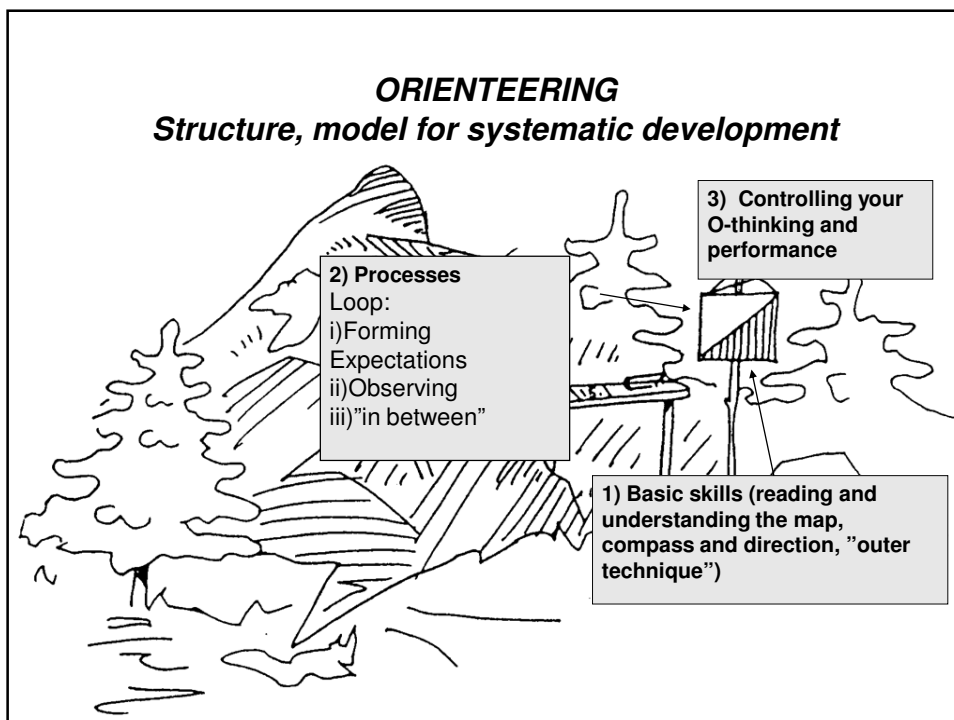 ORIENTEERING
Structure, model for systematic development
3) Controlling your
O-thinking and
performance
2) Processes
Loop:
i)Forming
Expectations
ii)Observing
iii)”in between”
1) Basic skills (reading and
understanding the map,
compass and direction, ”outer
technique”)